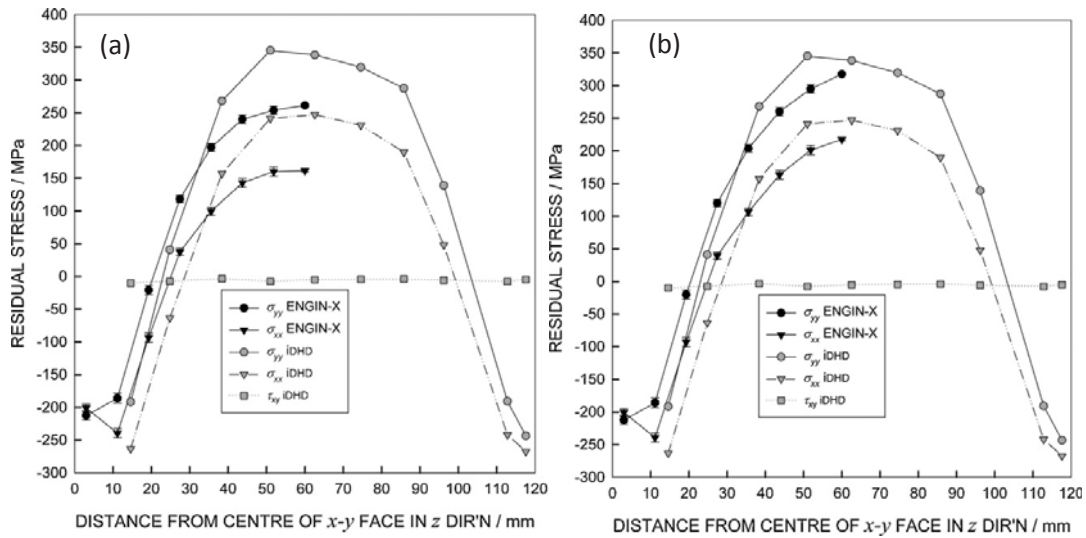 (a)
RESIDUAL STRESS / MPa
400
350
300
250
200
150
100
50
0
-50
-100
-150
-200
-250
-300
σyy ENGIN-X
σxx ENGIN-X
σyy iDHD
σxx iDHD
τxy iDHD
0 10 20 30 40 50 60 70 80 90 100 110 120
DISTANCE FROM CENTRE OF x-y FACE IN z DIR'N / mm
(b)
RESIDUAL STRESS / MPa
400
350
300
250
200
150
100
50
0
-50
-100
-150
-200
-250
-300
σyy ENGIN-X
σxx ENGIN-X
σyy iDHD
σxx iDHD
τxy iDHD
0 10 20 30 40 50 60 70 80 90 100 110 120
DISTANCE FROM CENTRE OF x-y FACE IN z DIR'N / mm